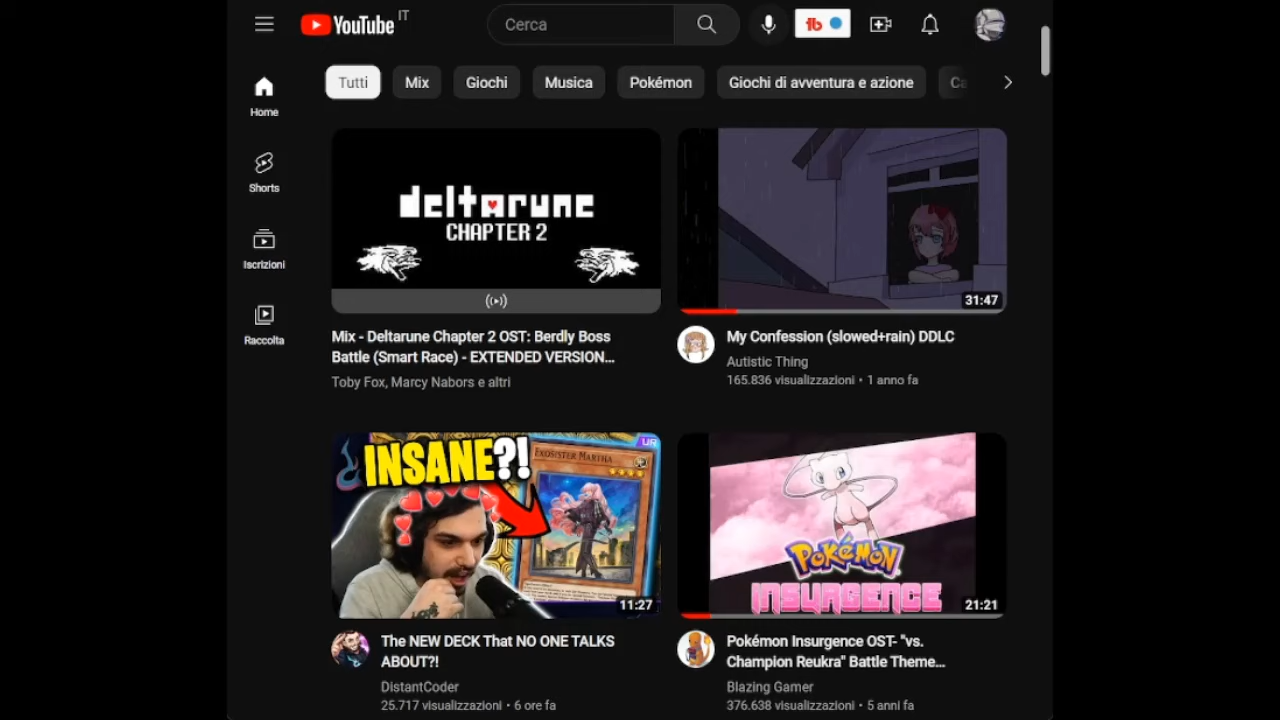 YouTube IT
Cerca
Tutti
Mix
Giochi
Musica
Pokémon
Giochi di avventura e azione
Ca
Home
Shorts
Iscrizioni
Raccolta
deltarune
CHAPTER 2
Mix - Deltarune Chapter 2 OST: Berdly Boss
Battle (Smart Race) - EXTENDED VERSION...
Toby Fox, Marcy Nabors e altri
31:47
My Confession (slowed+rain) DDLC
Autistic Thing
165.836 visualizzazioni • 1 anno fa
INSANE?!
UR
Exosister Martha
11:27
The NEW DECK That NO ONE TALKS
ABOUT?!
DistantCoder
25.717 visualizzazioni • 6 ore fa
POKÉMON
INSURGENCE
21:21
Pokémon Insurgence OST- "vs.
Champion Reukra" Battle Theme...
Blazing Gamer
376.638 visualizzazioni • 5 anni fa